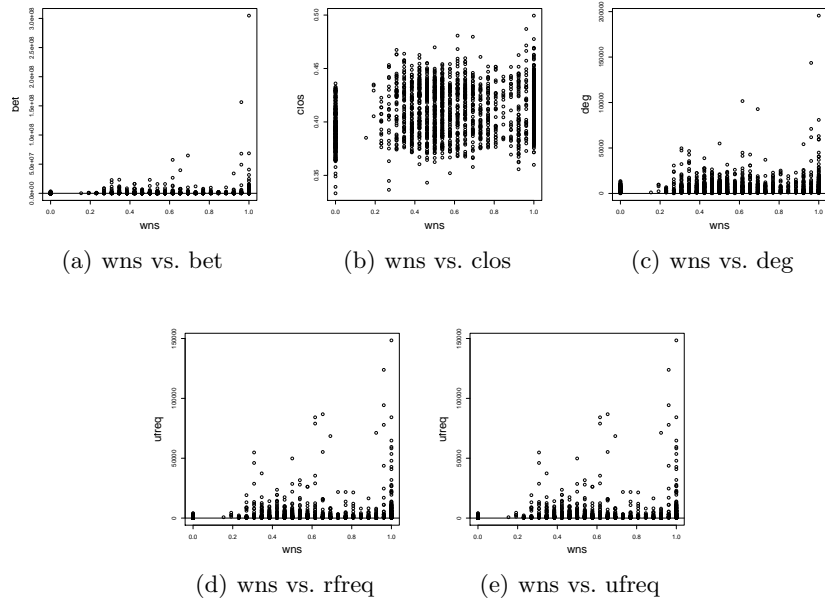 3.0e+08
2.5e+08
2.0e+08
1.5e+08
1.0e+08
5.0e+07
0.0e+00
bet
0.0 0.2 0.4 0.6 0.8 1.0
wns
(a) wns vs. bet
0.50
0.45
0.40
0.35
clos
0.0 0.2 0.4 0.6 0.8 1.0
wns
(b) wns vs. clos
200000
150000
100000
50000
0
deg
0.0 0.2 0.4 0.6 0.8 1.0
wns
(c) wns vs. deg
150000
100000
50000
0
ufreq
0.0 0.2 0.4 0.6 0.8 1.0
wns
(d) wns vs. rfreq
150000
100000
50000
0
ufreq
0.0 0.2 0.4 0.6 0.8 1.0
wns
(e) wns vs. ufreq